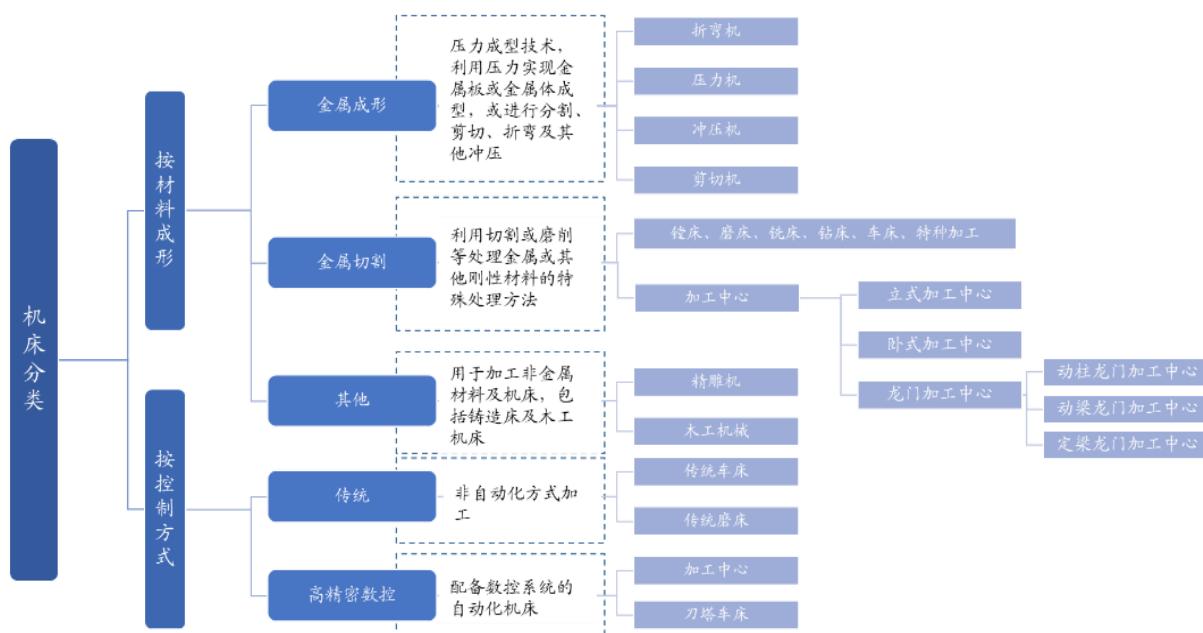 机床分类
按材料成形
金属成形
压力成型技术，
利用压力实现金
属板或金属体成
型，或进行分割、
剪切、折弯及其
他冲压
折弯机
压力机
冲压机
剪切机
金属切割
利用切割或磨削
等处理金属或其
他刚性材料的特
殊处理方法
镗床、磨床、铣床、钻床、车床、特种加工
加工中心
立式加工中心
卧式加工中心
龙门加工中心
动柱龙门加工中心
动梁龙门加工中心
定梁龙门加工中心
其他
用于加工非金属
材料及机床，包
括铸造床及木工
机床
精雕机
木工机械
按控制方式
传统
非自动化方式加
工
传统车床
传统磨床
高精密数控
配备数控系统的
自动化机床
加工中心
刀塔车床